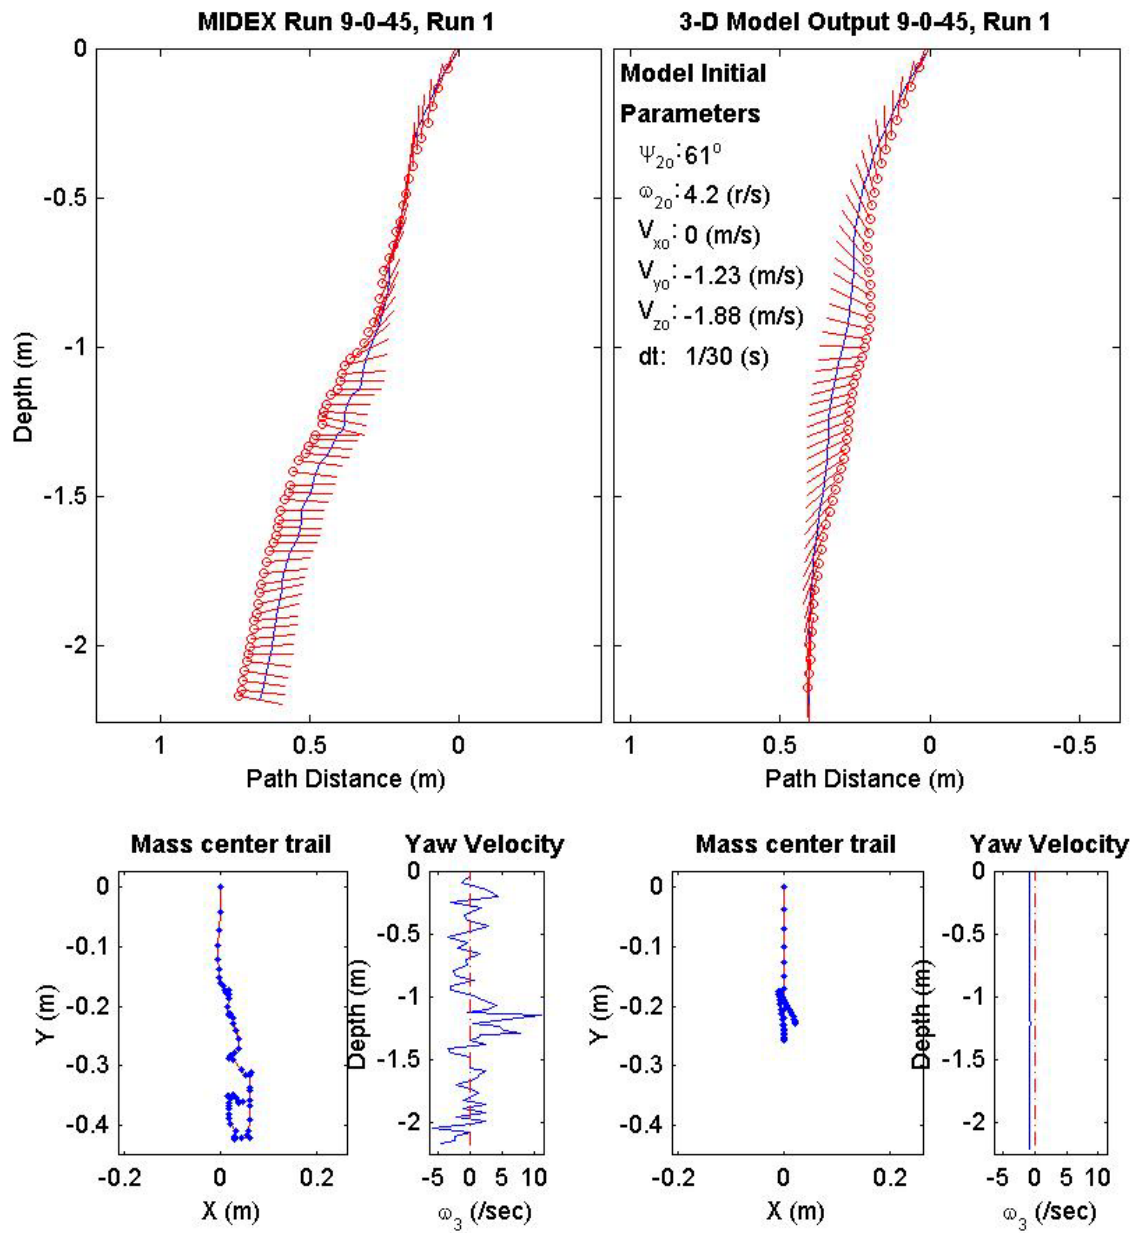 MIDEX Run 9-0-45, Run 1
3-D Model Output 9-0-45, Run 1
0
-0.5
-1
-1.5
-2
Depth (m)
1
0.5
0
Path Distance (m)
Model Initial
Parameters
Ψ2o: 61o
ω2o: 4.2 (r/s)
Vxo: 0 (m/s)
Vyo: -1.23 (m/s)
Vzo: -1.88 (m/s)
dt: 1/30 (s)
1
0.5
0
-0.5
Path Distance (m)
Mass center trail
0
-0.1
-0.2
-0.3
-0.4
Y (m)
-0.2
0
0.2
X (m)
Yaw Velocity
0
-0.5
-1
-1.5
-2
Depth (m)
-5
0
5
10
ω3 (/sec)
Mass center trail
0
-0.1
-0.2
-0.3
-0.4
Y (m)
-0.2
0
0.2
X (m)
Yaw Velocity
0
-0.5
-1
-1.5
-2
Depth (m)
-5
0
5
10
ω3 (/sec)